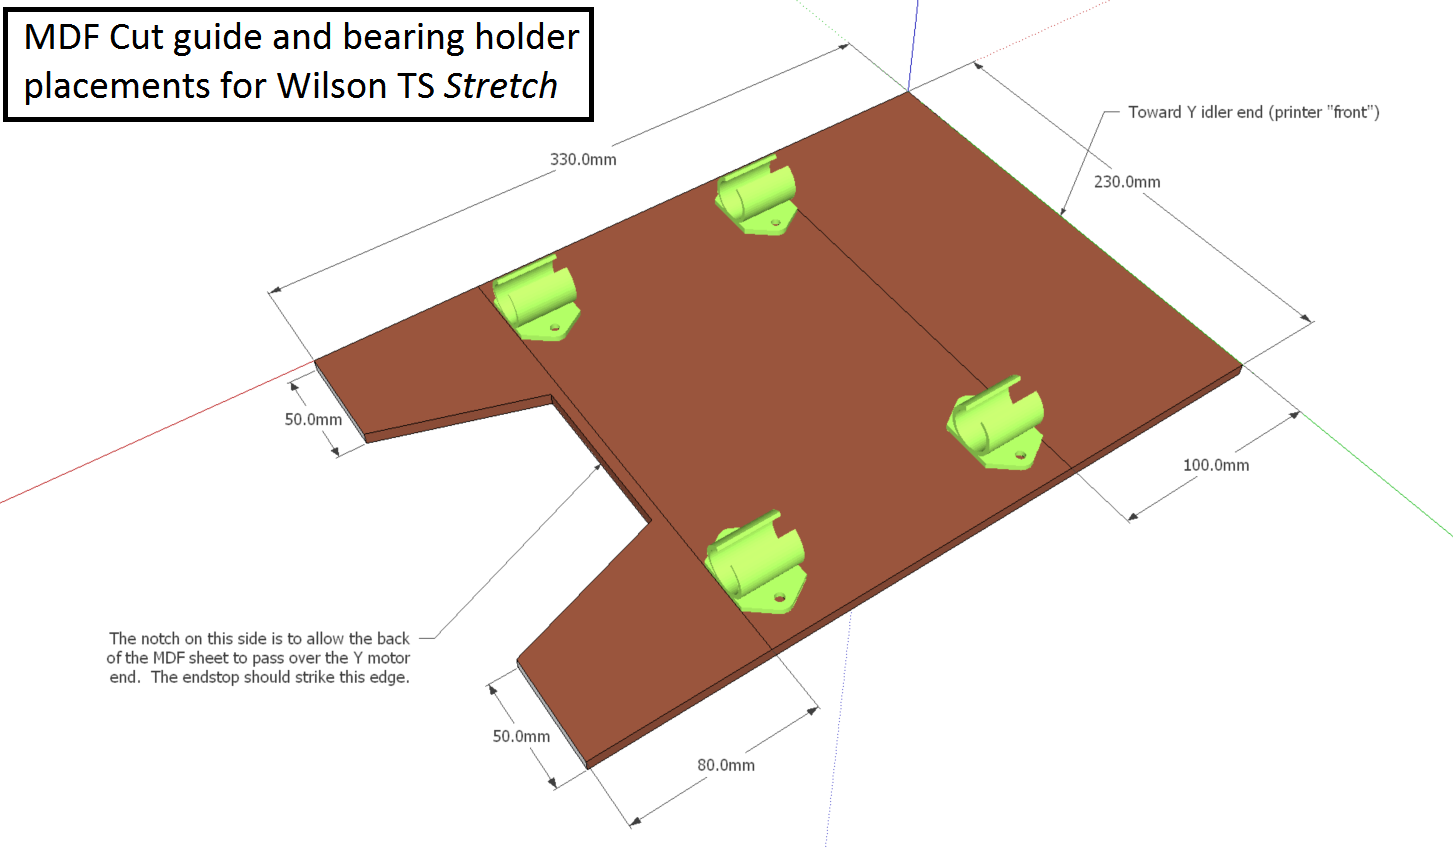 MDF Cut guide and bearing holder
placements for Wilson TS Stretch
Toward Y idler end (printer "front")
330.0mm
230.0mm
50.0mm
100.0mm
The notch on this side is to allow the back
of the MDF sheet to pass over the Y motor
end.  The endstop should strike this edge.
50.0mm
80.0mm